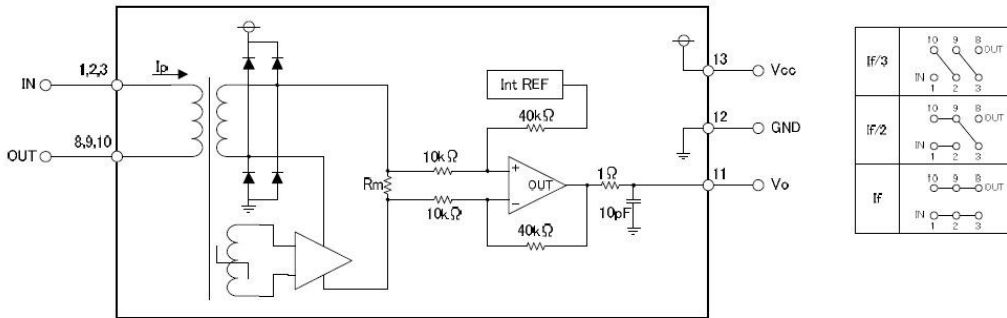 IN
1,2,3
Ip
OUT
8,9,10
Rm
10kΩ
10kΩ
Int REF
40kΩ
+
OUT
−
40kΩ
1Ω
10pF
13
Vcc
12
GND
11
Vo
If/3
10 9 8 OUT
IN
1 2 3
If/2
10 9 8 OUT
IN
1 2 3
If
10 9 8 OUT
IN
1 2 3